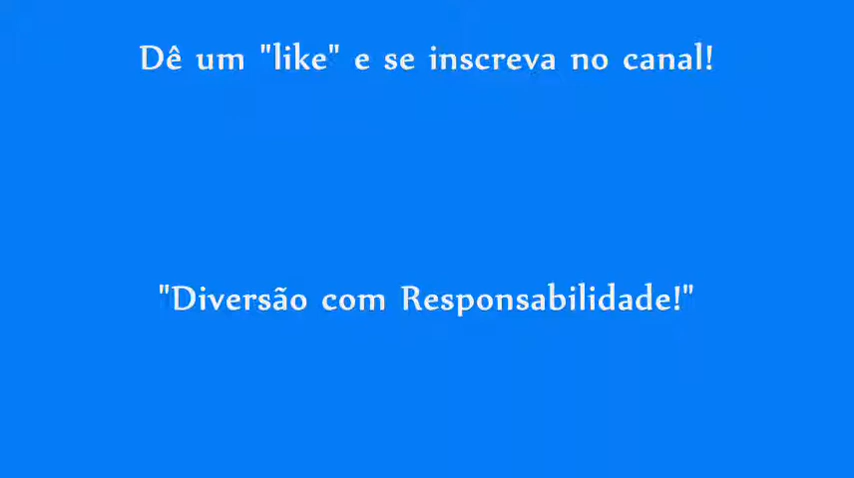 Dê um "like" e se inscreva no canal!
"Diversão com Responsabilidade!"